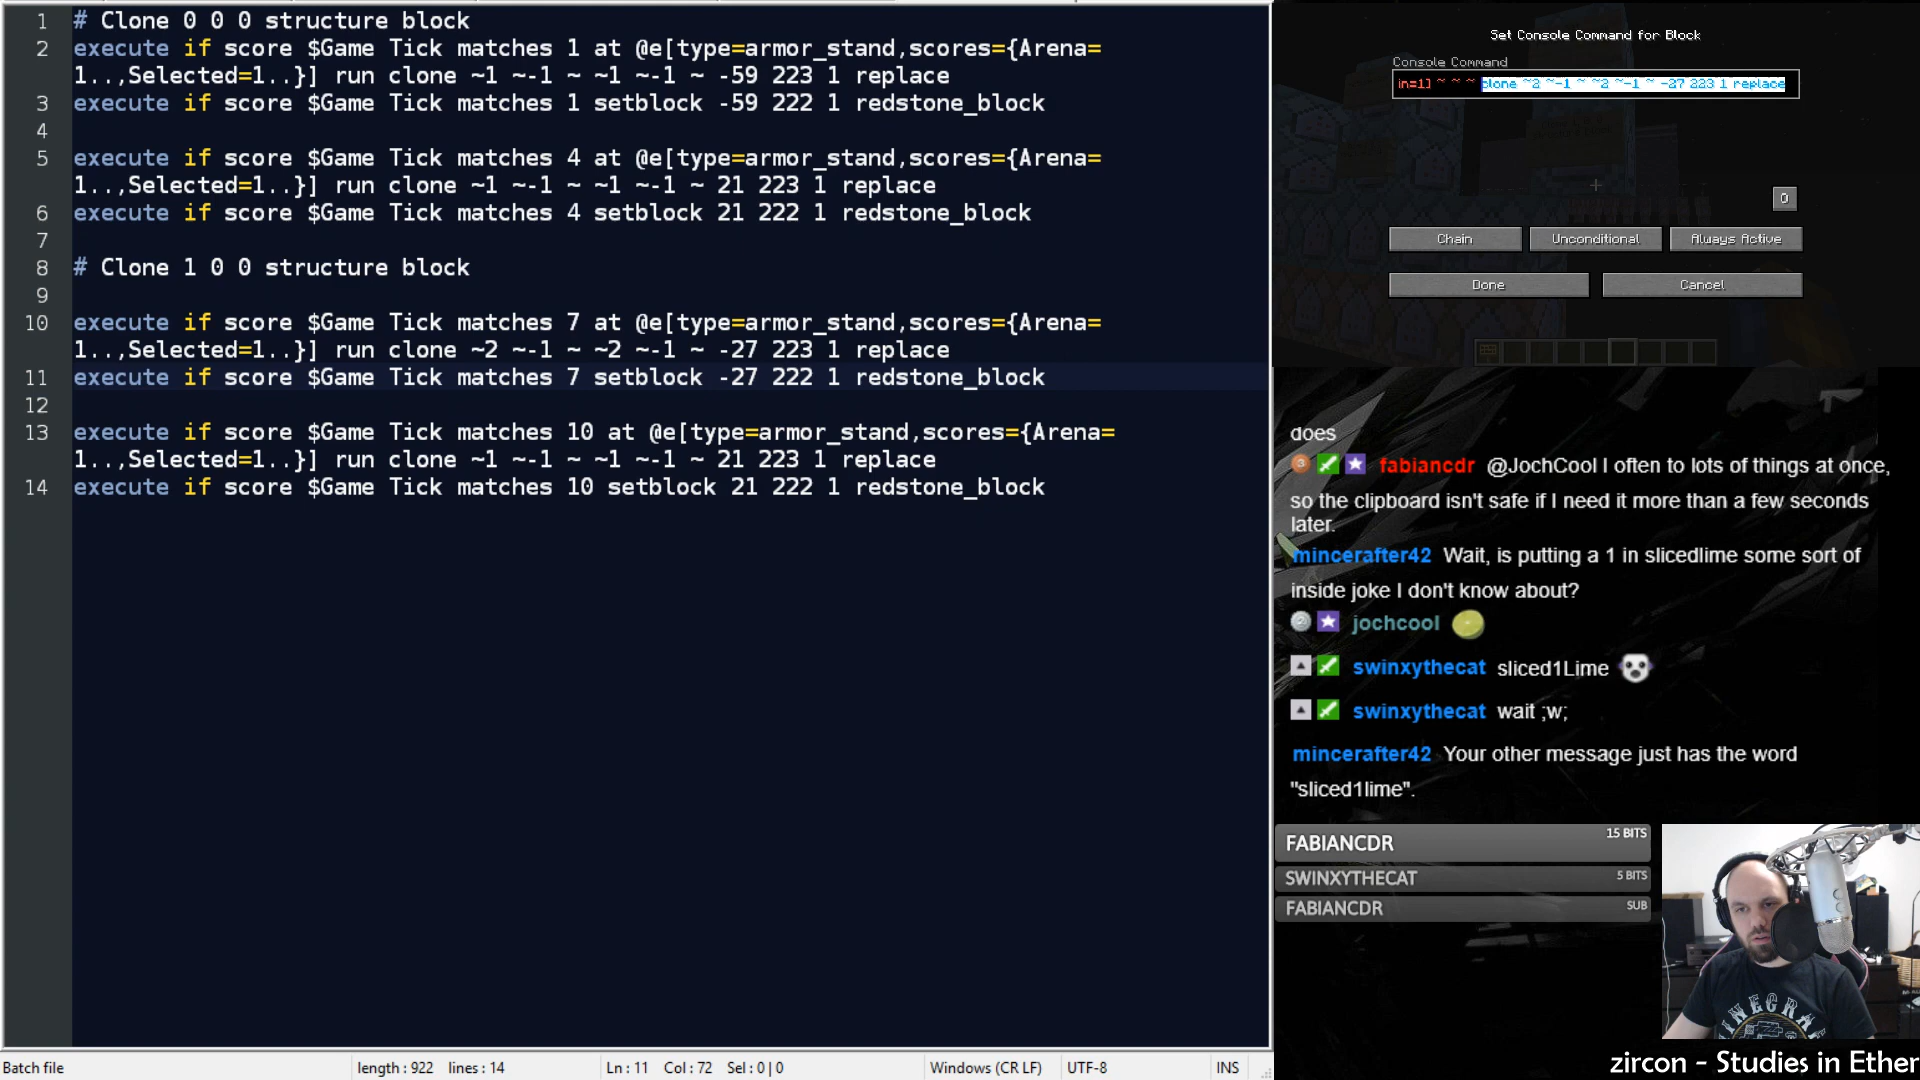 1 # Clone 0 0 0 structure block
2 execute if score $Game Tick matches 1 at @e[type=armor_stand,scores={Arena=
1..,Selected=1..}] run clone ~1 ~-1 ~ ~1 ~-1 ~ -59 223 1 replace
3 execute if score $Game Tick matches 1 setblock -59 222 1 redstone_block
4
5 execute if score $Game Tick matches 4 at @e[type=armor_stand,scores={Arena=
1..,Selected=1..}] run clone ~1 ~-1 ~ ~1 ~-1 ~ 21 223 1 replace
6 execute if score $Game Tick matches 4 setblock 21 222 1 redstone_block
7
8 # Clone 1 0 0 structure block
9
10 execute if score $Game Tick matches 7 at @e[type=armor_stand,scores={Arena=
1..,Selected=1..}] run clone ~2 ~-1 ~ ~2 ~-1 ~ -27 223 1 replace
11 execute if score $Game Tick matches 7 setblock -27 222 1 redstone_block
12
13 execute if score $Game Tick matches 10 at @e[type=armor_stand,scores={Arena=
1..,Selected=1..}] run clone ~1 ~-1 ~ ~1 ~-1 ~ 21 223 1 replace
14 execute if score $Game Tick matches 10 setblock 21 222 1 redstone_block
Batch file length : 922 lines : 14 Ln : 11 Col : 72 Sel : 0 | 0 Windows (CR LF) UTF-8 INS
Set Console Command for Block
Console Command
in=1] ~ ~ ~ clone ~2 ~-1 ~ ~2 ~-1 ~ -27 223 1 replace
0
Chain Unconditional Always Active
Done Cancel
does
fabiancdr @JochCool I often to lots of things at once,
so the clipboard isn't safe if I need it more than a few seconds
later.
mincerafter42 Wait, is putting a 1 in slicedlime some sort of
inside joke I don't know about?
jochcool
swinxythecat sliced1Lime
swinxythecat wait ;w;
mincerafter42 Your other message just has the word
"sliced1lime".
FABIANCDR 15 BITS
SWINXYTHECAT 5 BITS
FABIANCDR SUB
zircon - Studies in Ether